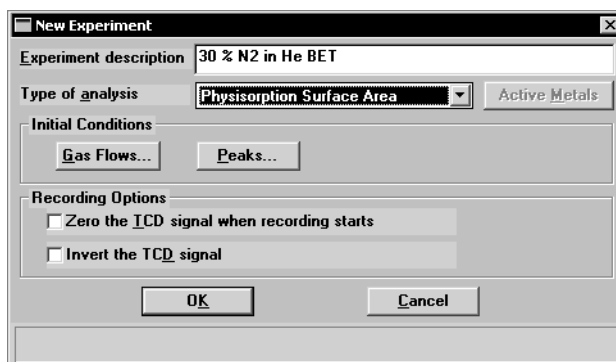 New Experiment
Experiment description 30 % N2 in He BET
Type of analysis Physisorption Surface Area Active Metals
Initial Conditions
Gas Flows... Peaks...
Recording Options
Zero the TCD signal when recording starts
Invert the TCD signal
OK Cancel